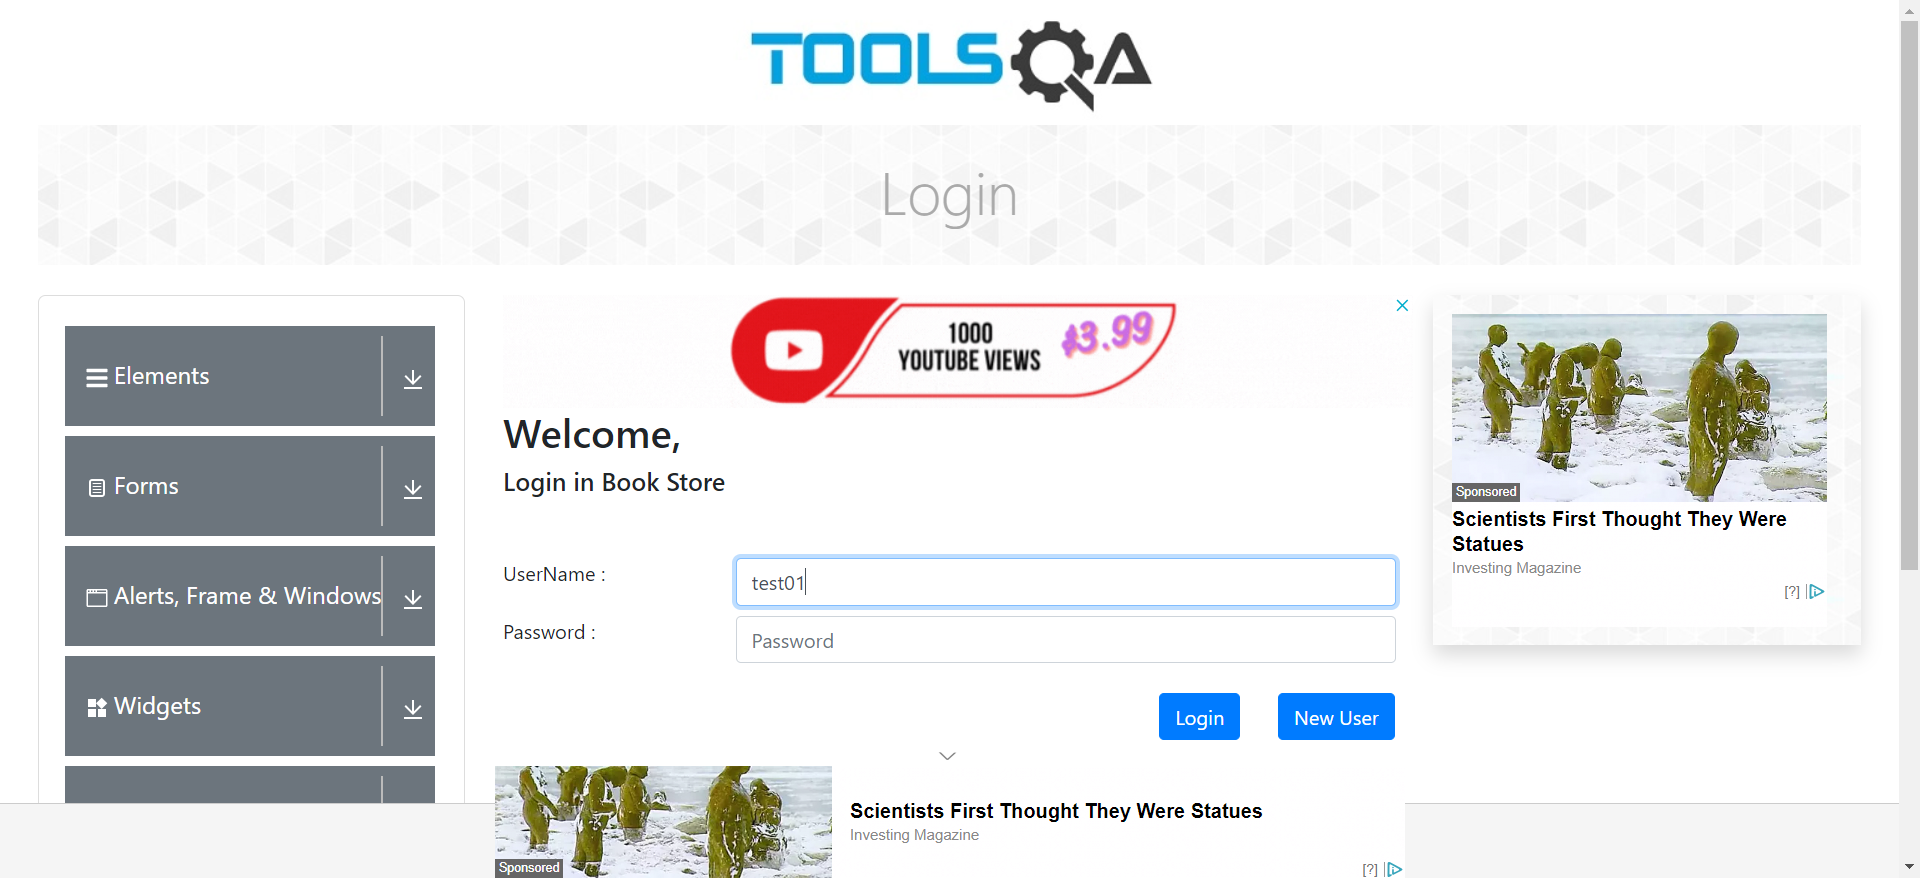 TOOLSQA
Login
Elements
Forms
Alerts, Frame & Windows
Widgets
1000
YOUTUBE VIEWS
$3.99
Welcome,
Login in Book Store
UserName :
test01
Password :
Password
Login
New User
Sponsored
Scientists First Thought They Were
Statues
Investing Magazine
[?]
Sponsored
Scientists First Thought They Were Statues
Investing Magazine
[?]